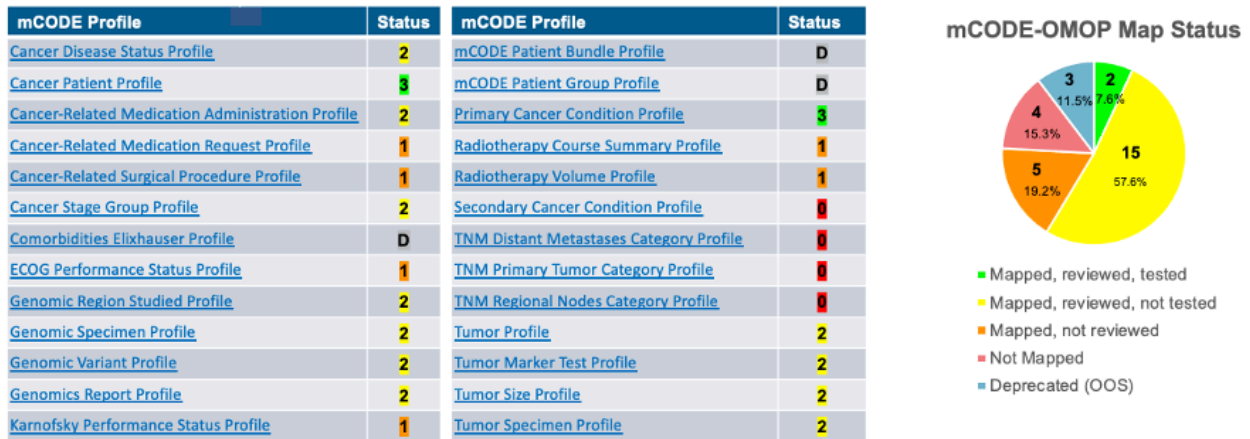 mCODE Profile Status
Cancer Disease Status Profile 2
Cancer Patient Profile 3
Cancer-Related Medication Administration Profile 2
Cancer-Related Medication Request Profile 1
Cancer-Related Surgical Procedure Profile 1
Cancer Stage Group Profile 2
Comorbidities Elixhauser Profile D
ECOG Performance Status Profile 1
Genomic Region Studied Profile 2
Genomic Specimen Profile 2
Genomic Variant Profile 2
Genomics Report Profile 2
Karnofsky Performance Status Profile 1
mCODE Profile Status
mCODE Patient Bundle Profile D
mCODE Patient Group Profile D
Primary Cancer Condition Profile 3
Radiotherapy Course Summary Profile 1
Radiotherapy Volume Profile 1
Secondary Cancer Condition Profile 0
TNM Distant Metastases Category Profile 0
TNM Primary Tumor Category Profile 0
TNM Regional Nodes Category Profile 0
Tumor Profile 2
Tumor Marker Test Profile 2
Tumor Size Profile 2
Tumor Specimen Profile 2
mCODE-OMOP Map Status
3 2
11.5% 7.6%
4
15.3%
15
57.6%
5
19.2%
Mapped, reviewed, tested
Mapped, reviewed, not tested
Mapped, not reviewed
Not Mapped
Deprecated (OOS)